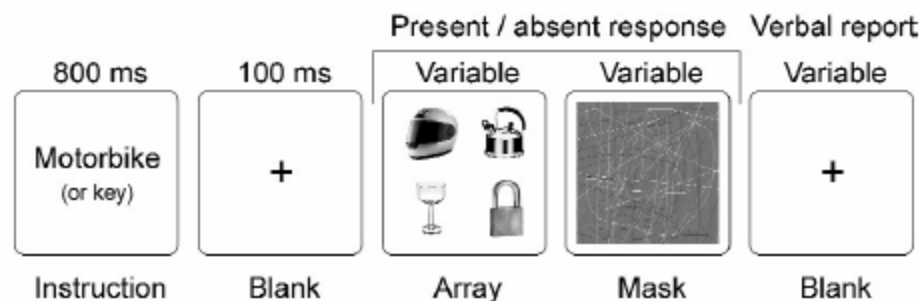 Present / absent response Verbal report
800 ms 100 ms Variable Variable Variable
Motorbike
(or key)
+
+
Instruction Blank Array Mask Blank